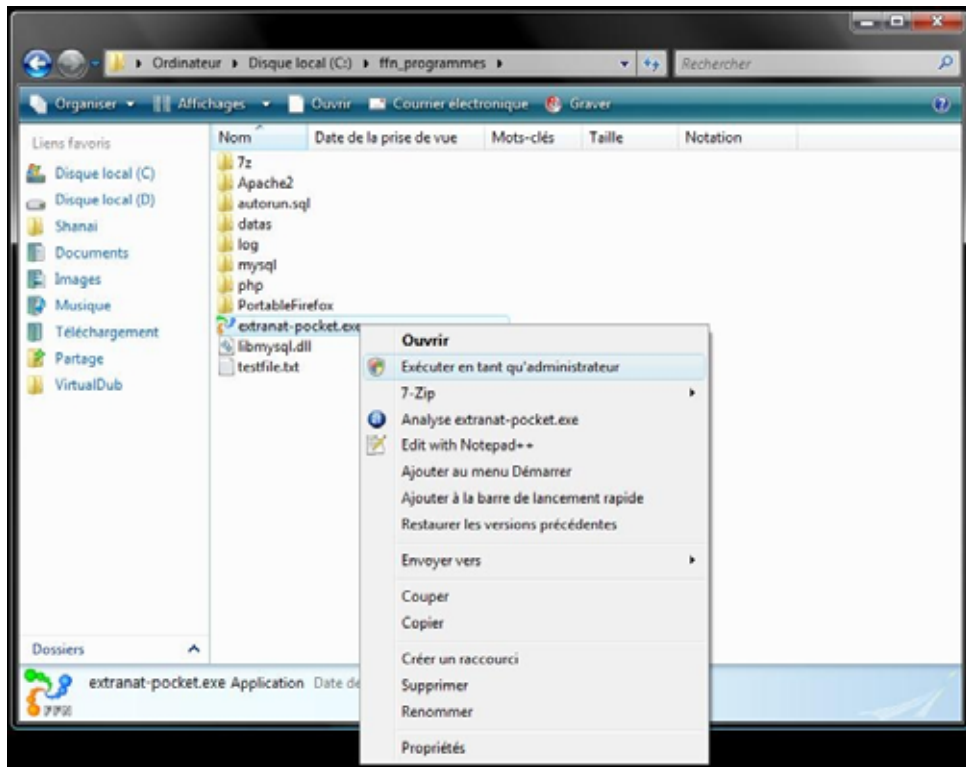 Ordinateur ▸ Disque local (C:) ▸ ffn_programmes ▸
Rechercher
Organiser Affichages Ouvrir Courrier électronique Graver
Liens favoris
Disque local (C)
Disque local (D)
Shanai
Documents
Images
Musique
Téléchargement
Partage
VirtualDub
Dossiers
Nom Date de la prise de vue Mots-clés Taille Notation
7z
Apache2
autorun.sql
datas
log
mysql
php
PortableFirefox
extranat-pocket.exe
libmysql.dll
testfile.txt
Ouvrir
Exécuter en tant qu'administrateur
7-Zip
Analyse extranat-pocket.exe
Edit with Notepad++
Ajouter au menu Démarrer
Ajouter à la barre de lancement rapide
Restaurer les versions précédentes
Envoyer vers
Couper
Copier
Créer un raccourci
Supprimer
Renommer
Propriétés
extranat-pocket.exe Application Date de